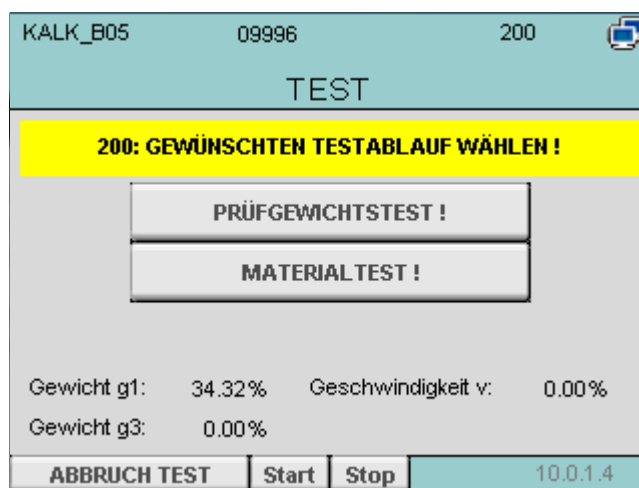 KALK_B05 09996 200
TEST
200: GEWÜNSCHTEN TESTABLAUF WÄHLEN !
PRÜFGEWICHTSTEST !
MATERIALTEST !
Gewicht g1: 34.32% Geschwindigkeit v: 0.00%
Gewicht g3: 0.00%
ABBRUCH TEST Start Stop 10.0.1.4